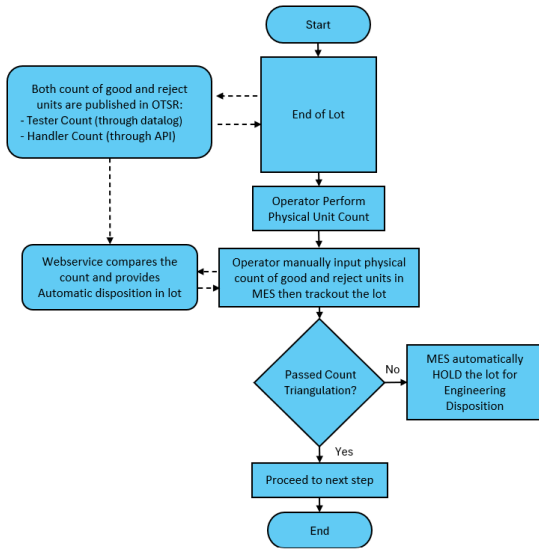 Start
Both count of good and reject
units are published in OTSR:
- Tester Count (through datalog)
- Handler Count (through API)
End of Lot
Operator Perform
Physical Unit Count
Webservice compares the
count and provides
Automatic disposition in lot
Operator manually input physical
count of good and reject units in
MES then trackout the lot
Passed Count
Triangulation?
No
MES automatically
HOLD the lot for
Engineering
Disposition
Yes
Proceed to next step
End